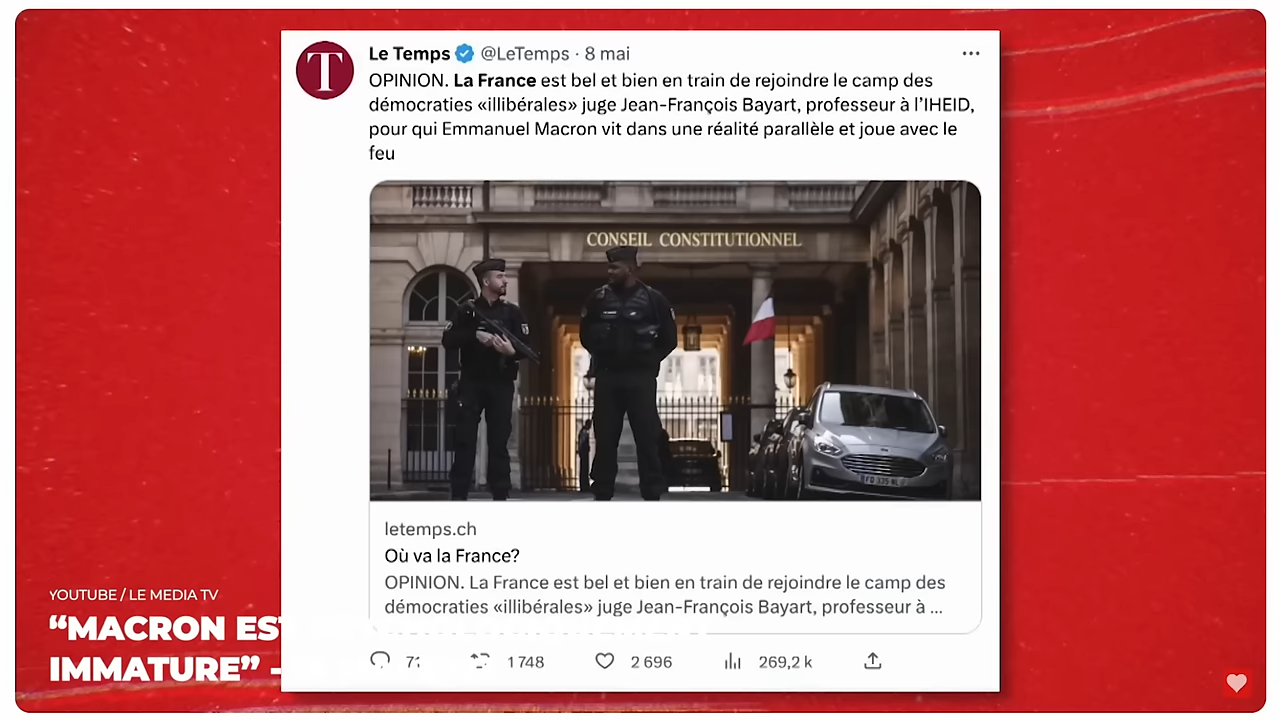 Le Temps @LeTemps · 8 mai
OPINION. La France est bel et bien en train de rejoindre le camp des
démocraties «illibérales» juge Jean-François Bayart, professeur à l'IHEID,
pour qui Emmanuel Macron vit dans une réalité parallèle et joue avec le
feu
CONSEIL CONSTITUTIONNEL
letemps.ch
Où va la France?
OPINION. La France est bel et bien en train de rejoindre le camp des
démocraties «illibérales» juge Jean-François Bayart, professeur à ...
1 748 2 696 269,2 k
YOUTUBE / LE MEDIA TV
“MACRON EST
IMMATURE” -